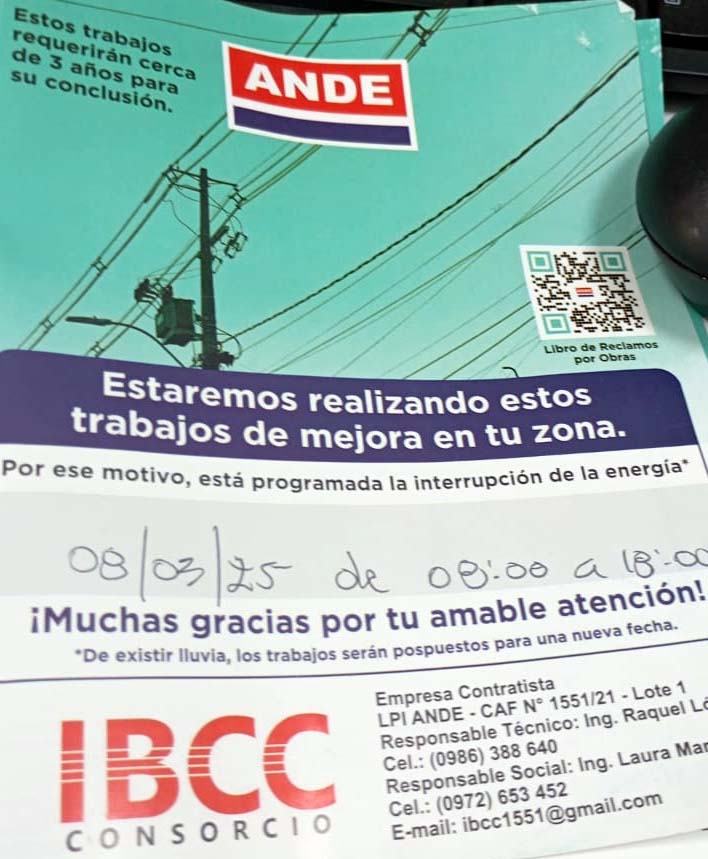 Estos trabajos
requerirán cerca
de 3 años para
su conclusión.
ANDE
Libro de Reclamos
por Obras
Estaremos realizando estos
trabajos de mejora en tu zona.
Por ese motivo, está programada la interrupción de la energía*
08/03/25 de 08:00 a 18:00
¡Muchas gracias por tu amable atención!
*De existir lluvia, los trabajos serán pospuestos para una nueva fecha.
IBCC
CONSORCIO
Empresa Contratista
LPI ANDE - CAF N° 1551/21 - Lote 1
Responsable Técnico: Ing. Raquel
Cel.: (0986) 388 640
Responsable Social: Ing. Laura
Cel.: (0972) 653 452
E-mail: ibcc1551@gmail.com